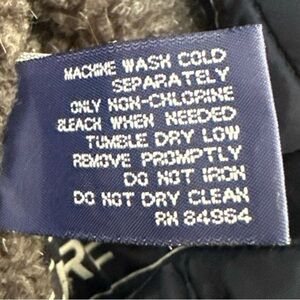 MACHINE WASH COLD
SEPARATELY
ONLY NON-CHLORINE
BLEACH WHEN NEEDED
TUMBLE DRY LOW
REMOVE PROMPTLY
DO NOT IRON
DO NOT DRY CLEAN
RN 84964